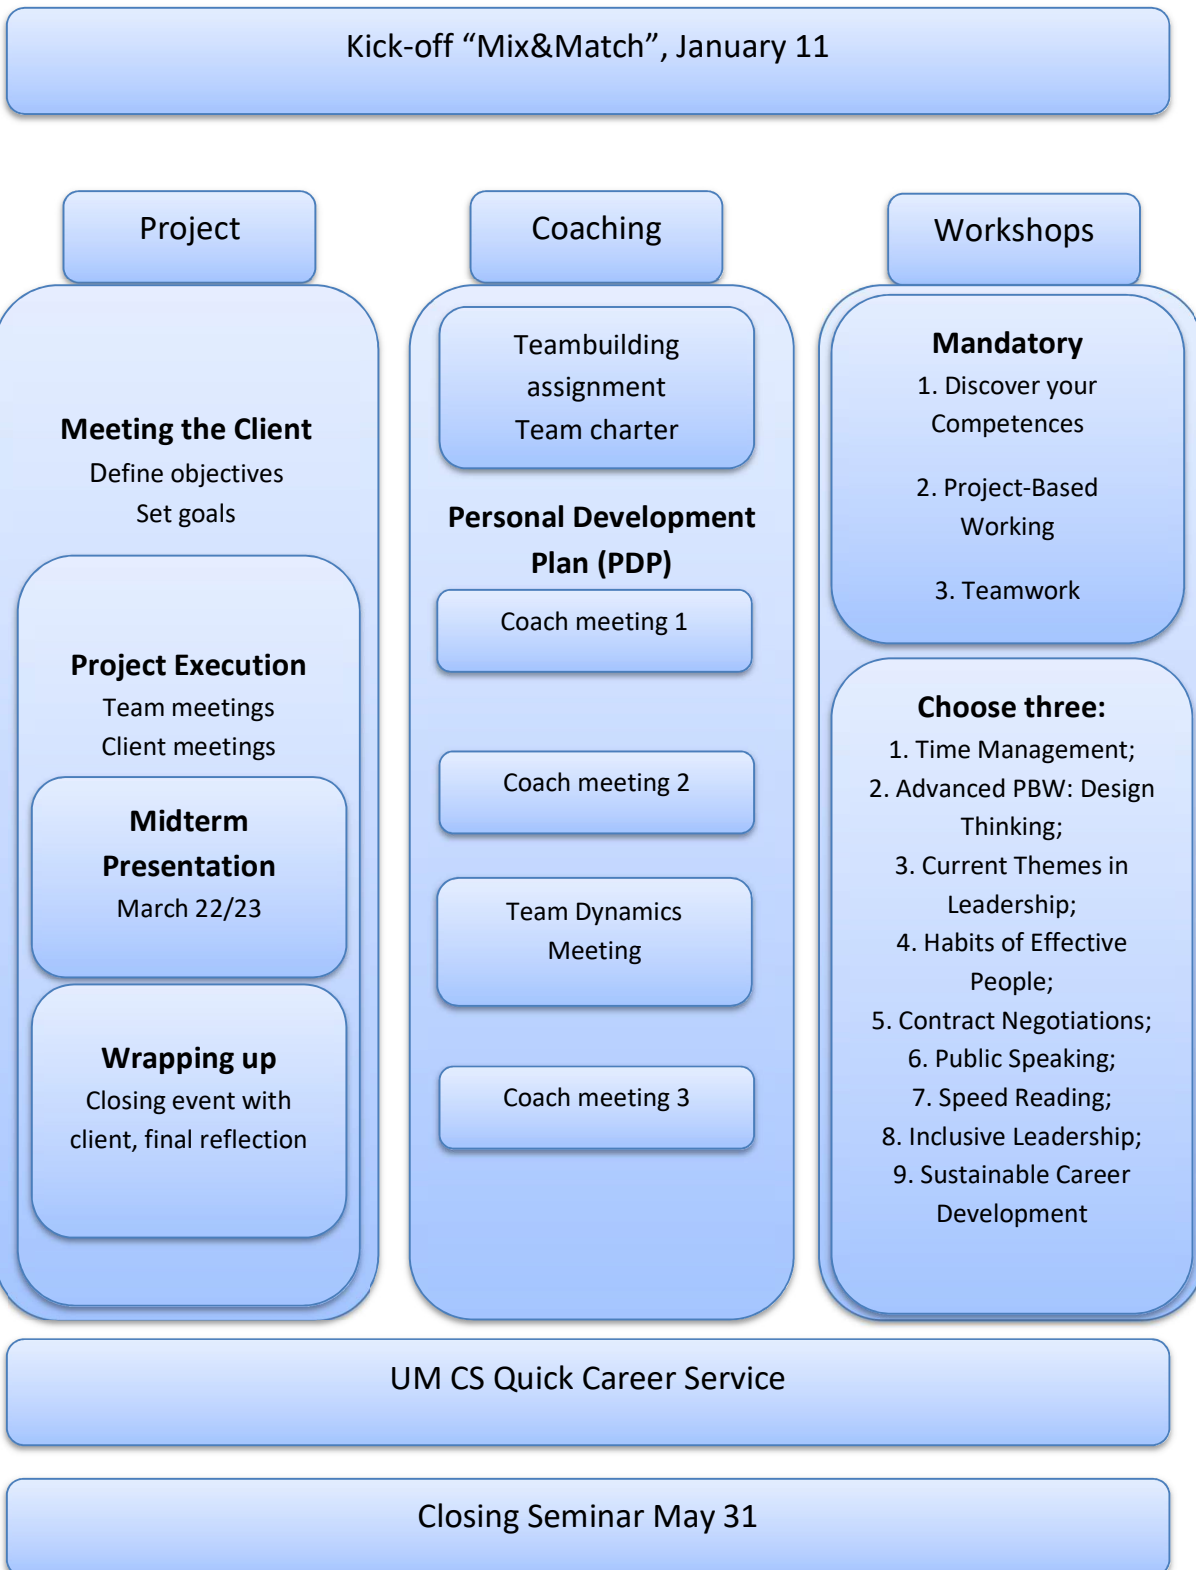 Kick-off “Mix&Match”, January 11
Project
Meeting the Client
Define objectives
Set goals
Project Execution
Team meetings
Client meetings
Midterm
Presentation
March 22/23
Wrapping up
Closing event with
client, final reflection
Coaching
Teambuilding
assignment
Team charter
Personal Development
Plan (PDP)
Coach meeting 1
Coach meeting 2
Team Dynamics
Meeting
Coach meeting 3
Workshops
Mandatory
1. Discover your
Competences
2. Project-Based
Working
3. Teamwork
Choose three:
1. Time Management;
2. Advanced PBW: Design
Thinking;
3. Current Themes in
Leadership;
4. Habits of Effective
People;
5. Contract Negotiations;
6. Public Speaking;
7. Speed Reading;
8. Inclusive Leadership;
9. Sustainable Career
Development
UM CS Quick Career Service
Closing Seminar May 31